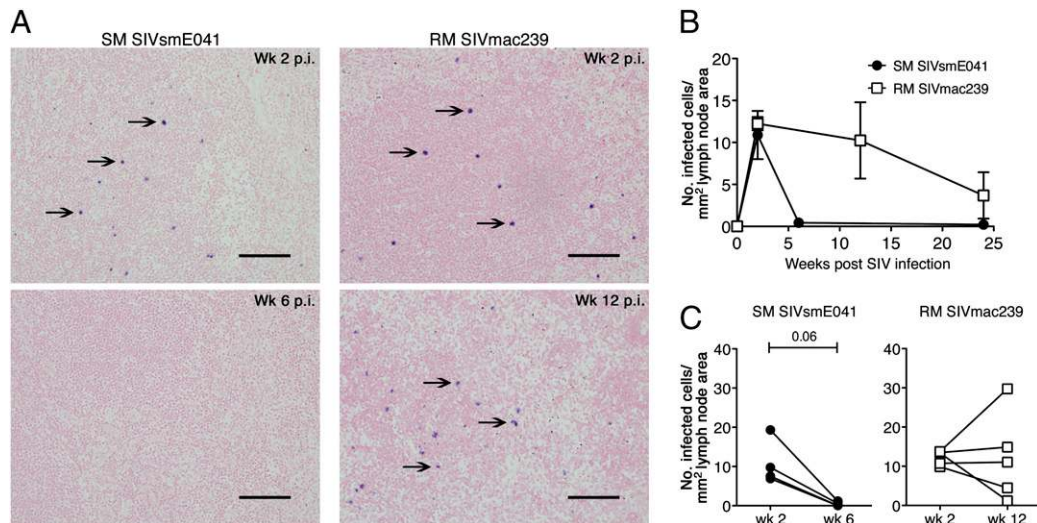 A
SM SIVsmE041
RM SIVmac239
Wk 2 p.i.
Wk 2 p.i.
Wk 6 p.i.
Wk 12 p.i.
B
SM SIVsmE041
RM SIVmac239
No. infected cells/
mm² lymph node area
20
15
10
5
0
0 5 10 15 20 25
Weeks post SIV infection
C
SM SIVsmE041
RM SIVmac239
0.06
No. infected cells/
mm² lymph node area
40
30
20
10
0
wk 2 wk 6
40
30
20
10
0
wk 2 wk 12